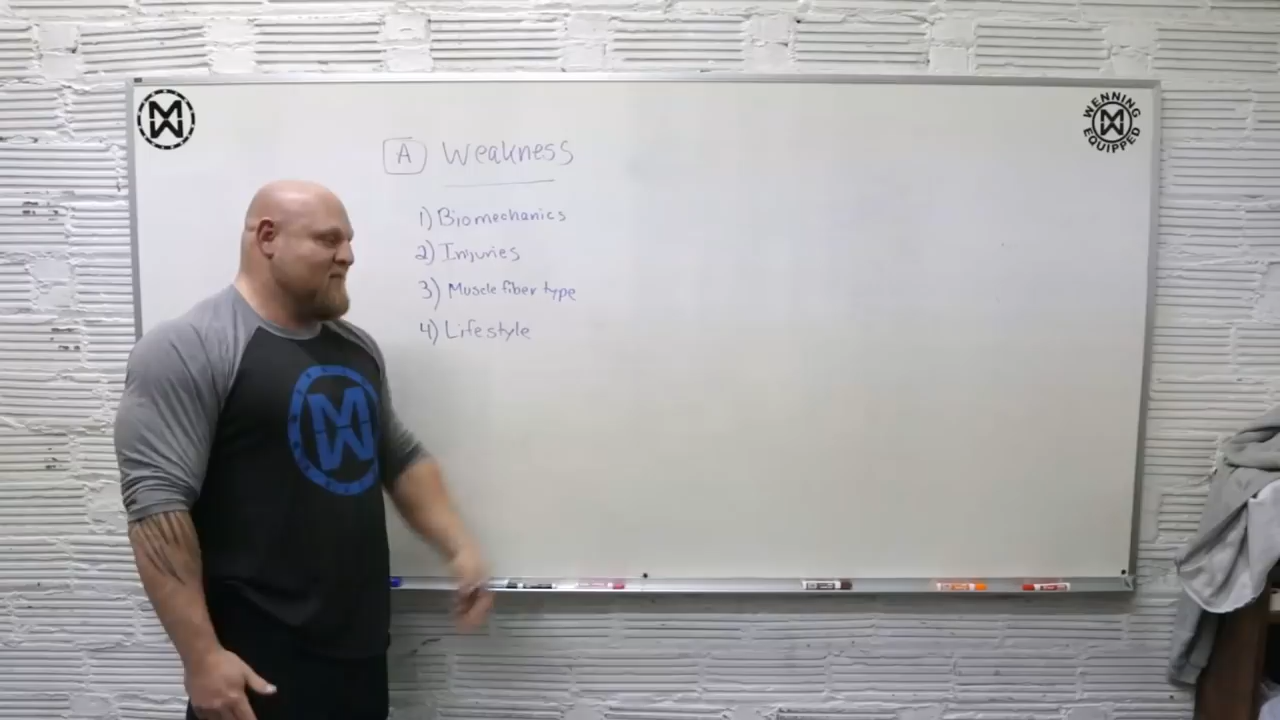 WENNING
EQUIPPED
A Weakness
1) Biomechanics
2) Injuries
3) Muscle fiber type
4) Lifestyle